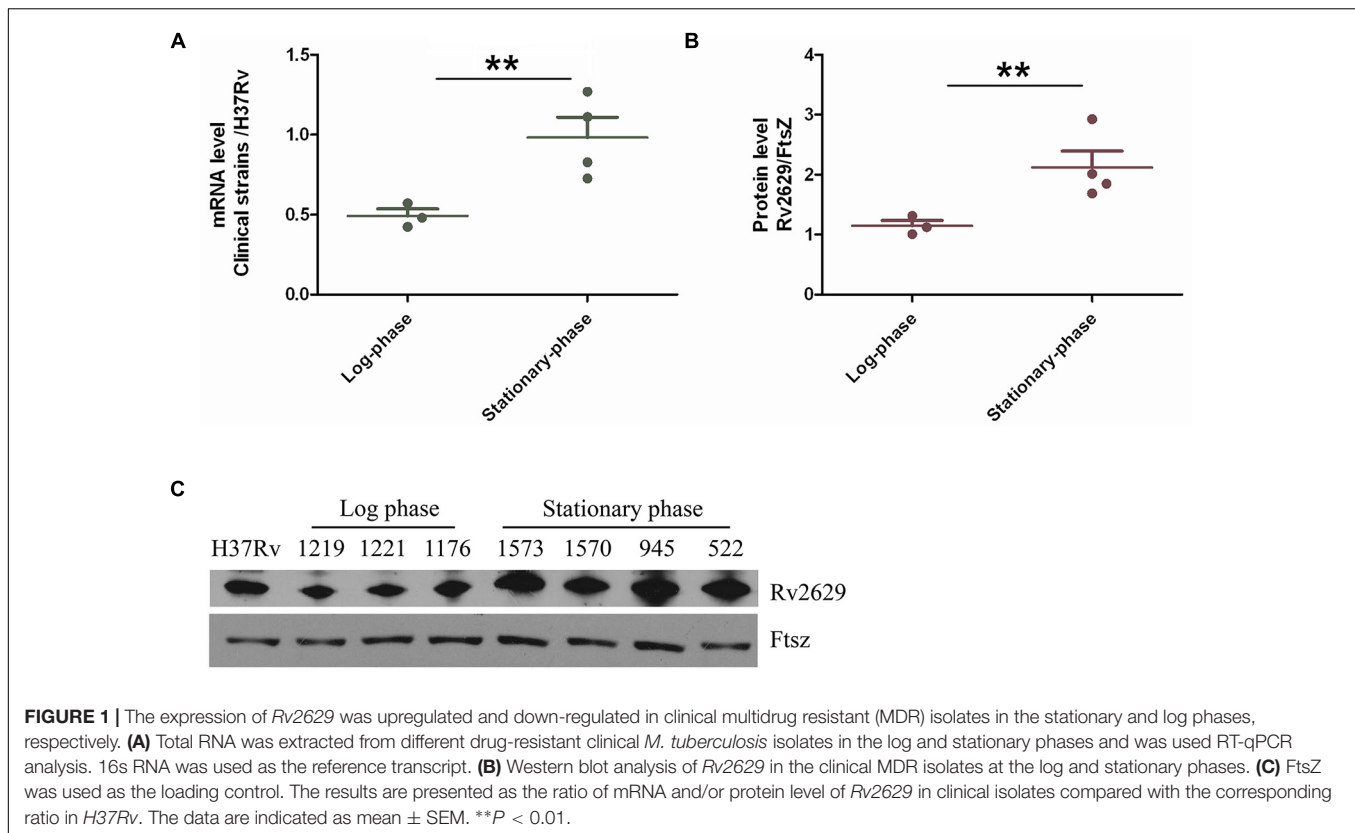 A
mRNA level
Clinical strains /H37Rv
1.5
1.0
0.5
0.0
**
Log-phase
Stationary-phase
B
Protein level
Rv2629/FtsZ
4
3
2
1
0
**
Log-phase
Stationary-phase
C
Log phase Stationary phase
H37Rv 1219 1221 1176 1573 1570 945 522
Rv2629
Ftsz
FIGURE 1 | The expression of Rv2629 was upregulated and down-regulated in clinical multidrug resistant (MDR) isolates in the stationary and log phases,
respectively. (A) Total RNA was extracted from different drug-resistant clinical M. tuberculosis isolates in the log and stationary phases and was used RT-qPCR
analysis. 16s RNA was used as the reference transcript. (B) Western blot analysis of Rv2629 in the clinical MDR isolates at the log and stationary phases. (C) FtsZ
was used as the loading control. The results are presented as the ratio of mRNA and/or protein level of Rv2629 in clinical isolates compared with the corresponding
ratio in H37Rv. The data are indicated as mean ± SEM. **P < 0.01.